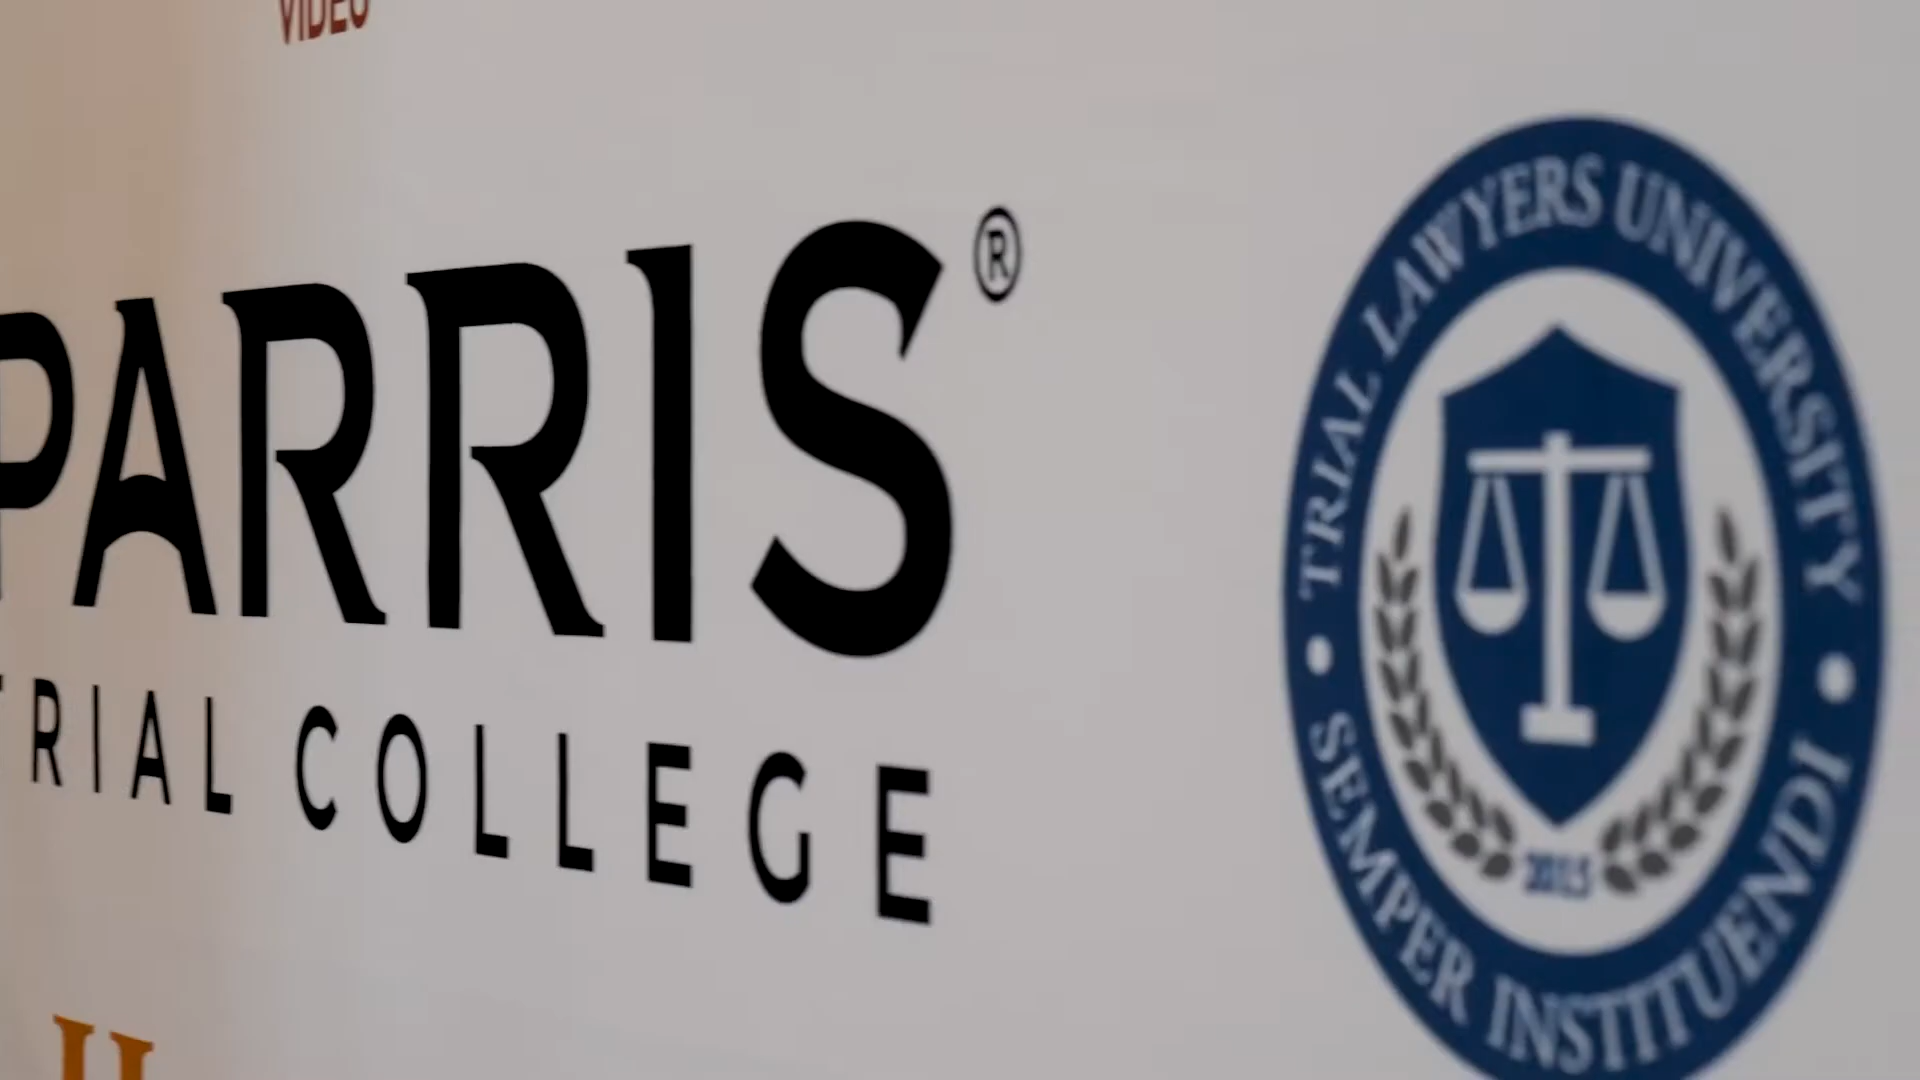 VIDEO
PARRIS®
TRIAL COLLEGE
TRIAL LAWYERS UNIVERSITY
2015
SEMPER INSTITUENDI